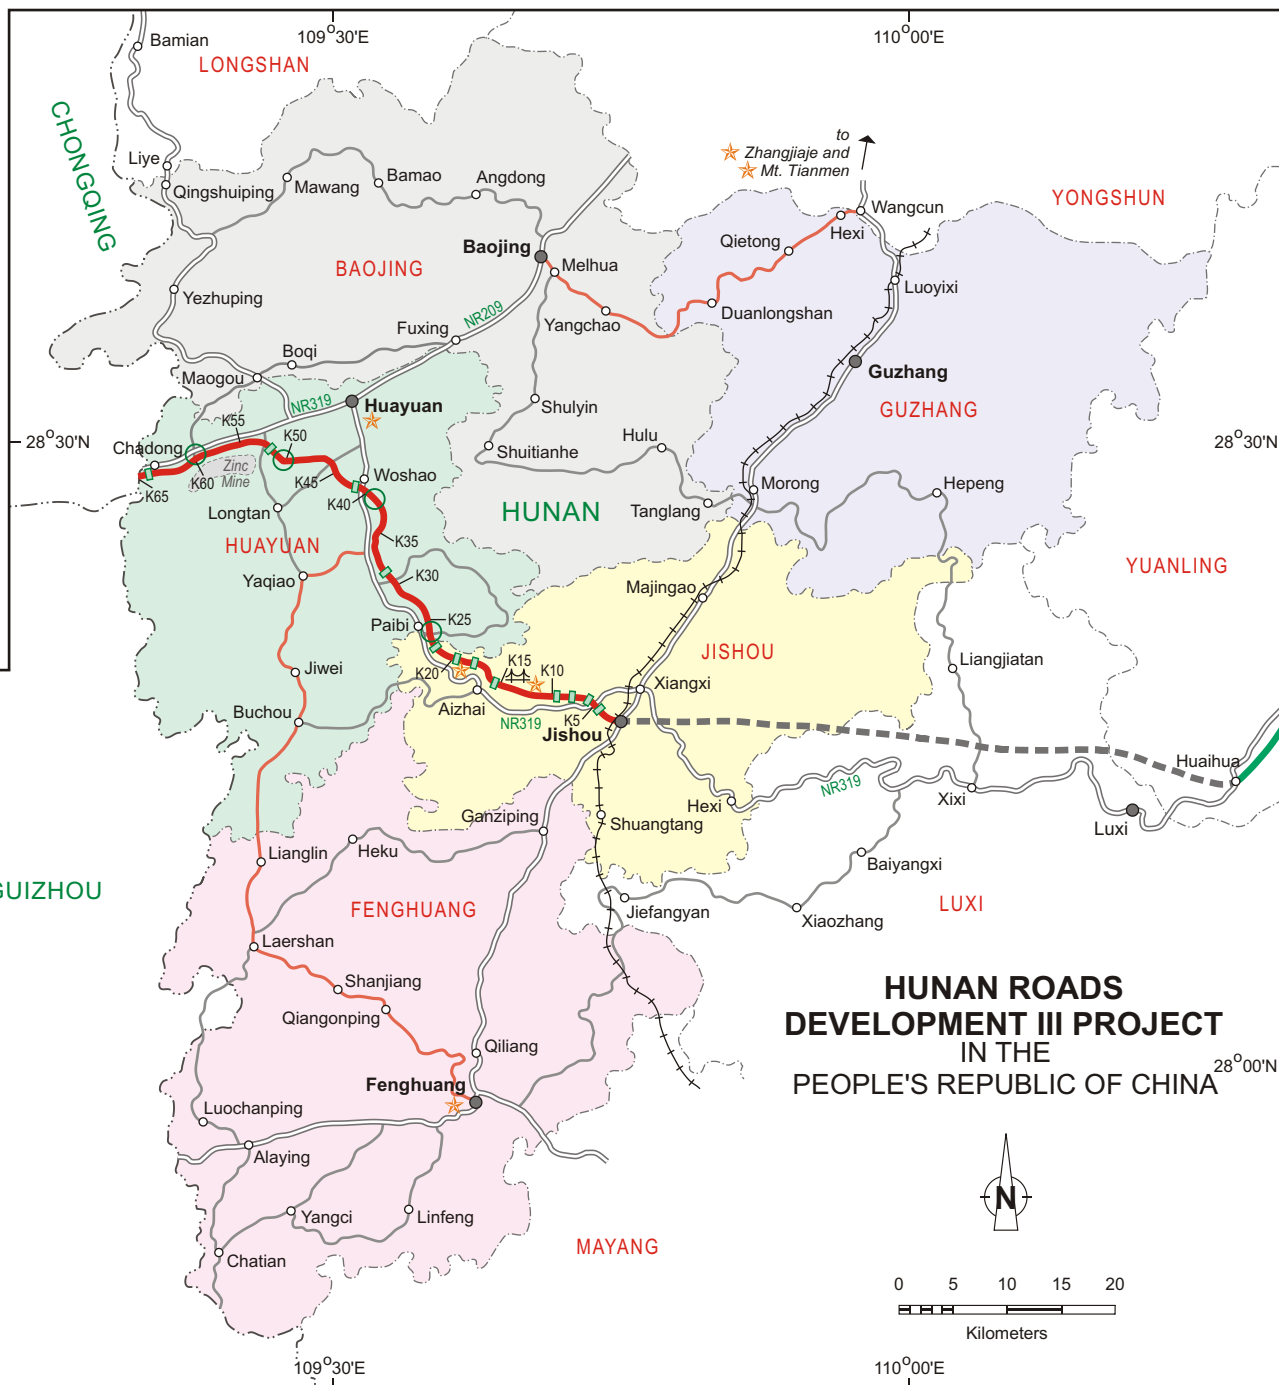 109°30'E
110°00'E
Bamian
LONGSHAN
CHONGQING
to
Zhangjiaje and
Mt. Tianmen
Liye
Qingshuiping
Mawang
Bamao
Angdong
YONGSHUN
Wangcun
Hexi
Qietong
Baojing
Melhua
BAOJING
Luoyixi
Yezhuping
NR209
Yangchao
Duanlongshan
Fuxing
Boqi
Maogou
Guzhang
GUZHANG
NR319
Huayuan
Shulyin
K55
K50
28°30'N
28°30'N
Chadong
Zinc
Mine
Hulu
Shuitianhe
K65
K60
K45
Woshao
K40
Morong
Hepeng
Longtan
HUNAN
Tanglang
HUAYUAN
K35
YUANLING
Yaqiao
K30
Majingao
Paibi
K25
JISHOU
K20
K15
K10
Liangjiatan
Jiwei
Xiangxi
Aizhai
Buchou
NR319
K5
Jishou
Huaihua
NR319
Hexi
Xixi
Ganziping
Shuangtang
Luxi
Lianglin
Heku
Baiyangxi
GUIZHOU
FENGHUANG
Jiefangyan
Xiaozhang
LUXI
Laershan
Shanjiang
Qiangonping
HUNAN ROADS
DEVELOPMENT III PROJECT
IN THE
PEOPLE'S REPUBLIC OF CHINA
28°00'N
Qiliang
Fenghuang
Luochanping
Alaying
N
Yangci
Linfeng
MAYANG
Chatian
0 5 10 15 20
Kilometers
109°30'E
110°00'E